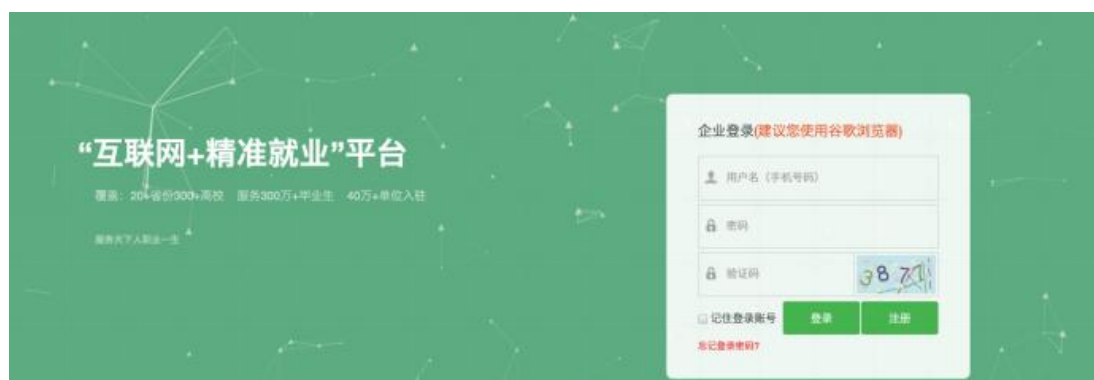 “互联网+精准就业”平台
覆盖：20+省份300+高校 服务300万+毕业生 40万+单位入驻
服务天下人职业一生
企业登录(建议您使用谷歌浏览器)
用户名（手机号码）
密码
验证码
记住登录账号 登录 注册
忘记登录密码?